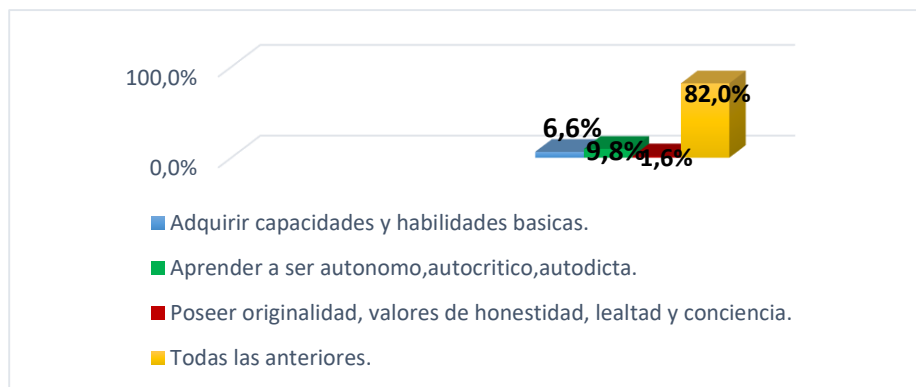 100,0%
0,0%
6,6%
9,8%
1,6%
82,0%
Adquirir capacidades y habilidades basicas.
Aprender a ser autonomo,autocritico,autodicta.
Poseer originalidad, valores de honestidad, lealtad y conciencia.
Todas las anteriores.